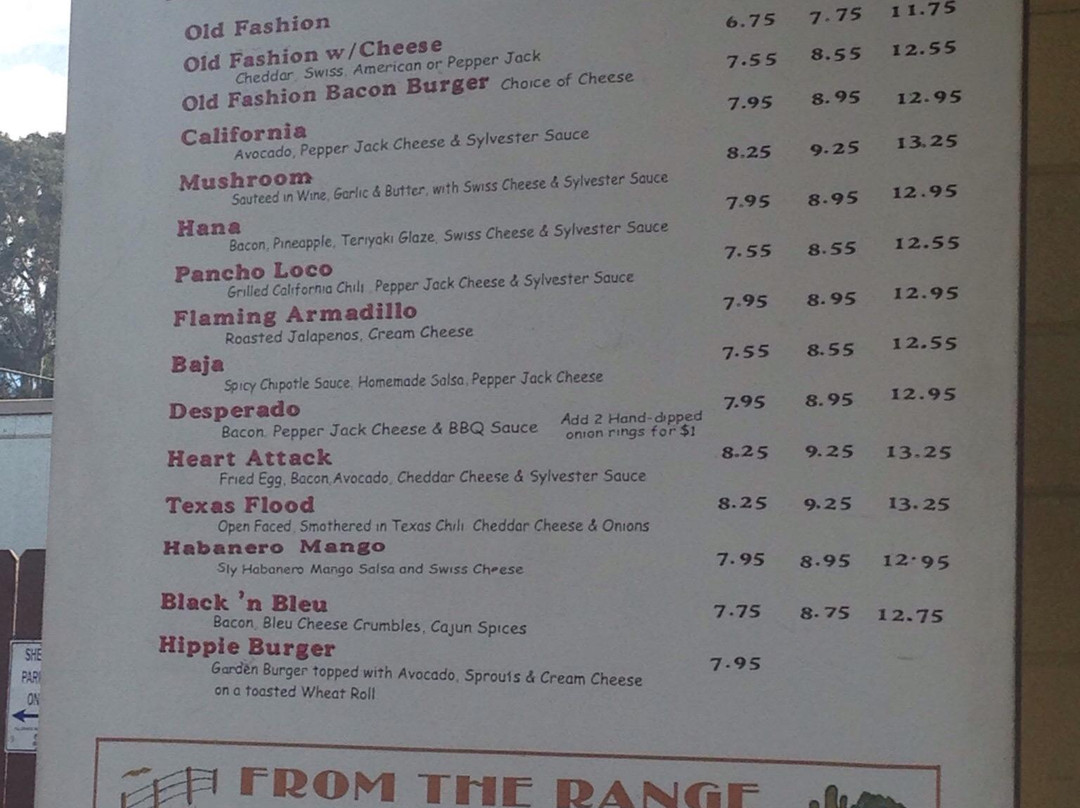 Old Fashion
6.75 7.75 11.75
Old Fashion w/Cheese
Cheddar, Swiss, American or Pepper Jack
7.55 8.55 12.55
Old Fashion Bacon Burger Choice of Cheese
7.95 8.95 12.95
California
Avocado, Pepper Jack Cheese & Sylvester Sauce
8.25 9.25 13.25
Mushroom
Sauteed in Wine, Garlic & Butter, with Swiss Cheese & Sylvester Sauce
7.95 8.95 12.95
Hana
Bacon, Pineapple, Teriyaki Glaze, Swiss Cheese & Sylvester Sauce
7.55 8.55 12.55
Pancho Loco
Grilled California Chili, Pepper Jack Cheese & Sylvester Sauce
7.95 8.95 12.95
Flaming Armadillo
Roasted Jalapenos, Cream Cheese
7.55 8.55 12.55
Baja
Spicy Chipotle Sauce, Homemade Salsa, Pepper Jack Cheese
7.95 8.95 12.95
Desperado
Bacon, Pepper Jack Cheese & BBQ Sauce
Add 2 Hand-dipped
onion rings for $1
Heart Attack 8.25 9.25 13.25
Fried Egg, Bacon, Avocado, Cheddar Cheese & Sylvester Sauce
Texas Flood 8.25 9.25 13.25
Open Faced, Smothered in Texas Chili Cheddar Cheese & Onions
Habanero Mango 7.95 8.95 12.95
Sly Habanero Mango Salsa and Swiss Cheese
Black 'n Bleu 7.75 8.75 12.75
Bacon, Bleu Cheese Crumbles, Cajun Spices
Hippie Burger 7.95
Garden Burger topped with Avocado, Sprouts & Cream Cheese
on a toasted Wheat Roll
FROM THE RANGE
SHE
PARK
ON